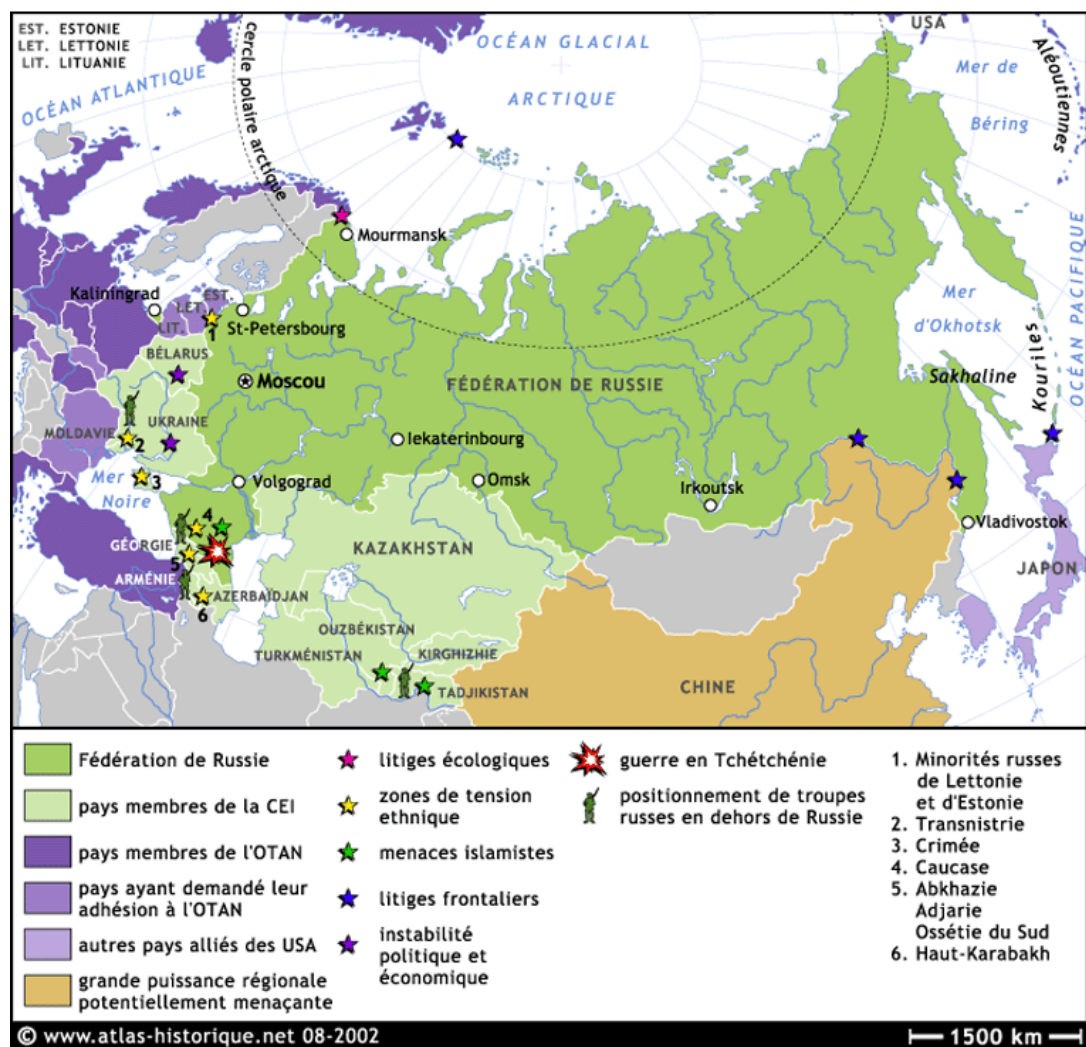 EST. ESTONIE
LET. LETTONIE
LIT. LITUANIE
OCÉAN ATLANTIQUE
cercle polaire arctique
OCÉAN GLACIAL
ARCTIQUE
USA
Mer de
Béring
Aléoutiennes
OCÉAN PACIFIQUE
Mourmansk
Kaliningrad
EST.
LET.
LIT.
1
St-Petersbourg
BÉLARUS
Moscou
FÉDÉRATION DE RUSSIE
Mer
d'Okhotsk
Sakhaline
Kouriles
MOLDAVIE
2
UKRAINE
Iekaterinbourg
Mer
Noire
3
Volgograd
Omsk
Irkoutsk
Vladivostok
4
GÉORGIE
5
ARMÉNIE
6
AZERBAÏDJAN
KAZAKHSTAN
JAPON
OUZBÉKISTAN
TURKMÉNISTAN
KIRGHIZHIE
TADJIKISTAN
CHINE
Fédération de Russie
pays membres de la CEI
pays membres de l'OTAN
pays ayant demandé leur
adhésion à l'OTAN
autres pays alliés des USA
grande puissance régionale
potentiellement menaçante
litiges écologiques
zones de tension
ethnique
menaces islamistes
litiges frontaliers
instabilité
politique et
économique
guerre en Tchétchénie
positionnement de troupes
russes en dehors de Russie
1. Minorités russes
de Lettonie
et d'Estonie
2. Transnistrie
3. Crimée
4. Caucase
5. Abkhazie
Adjarie
Ossétie du Sud
6. Haut-Karabakh
© www.atlas-historique.net 08-2002
1500 km